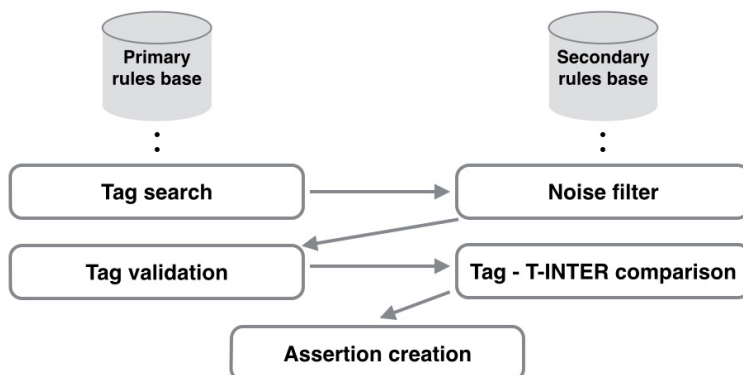 Primary
rules base
Secondary
rules base
:
:
Tag search
Noise filter
Tag validation
Tag - T-INTER comparison
Assertion creation